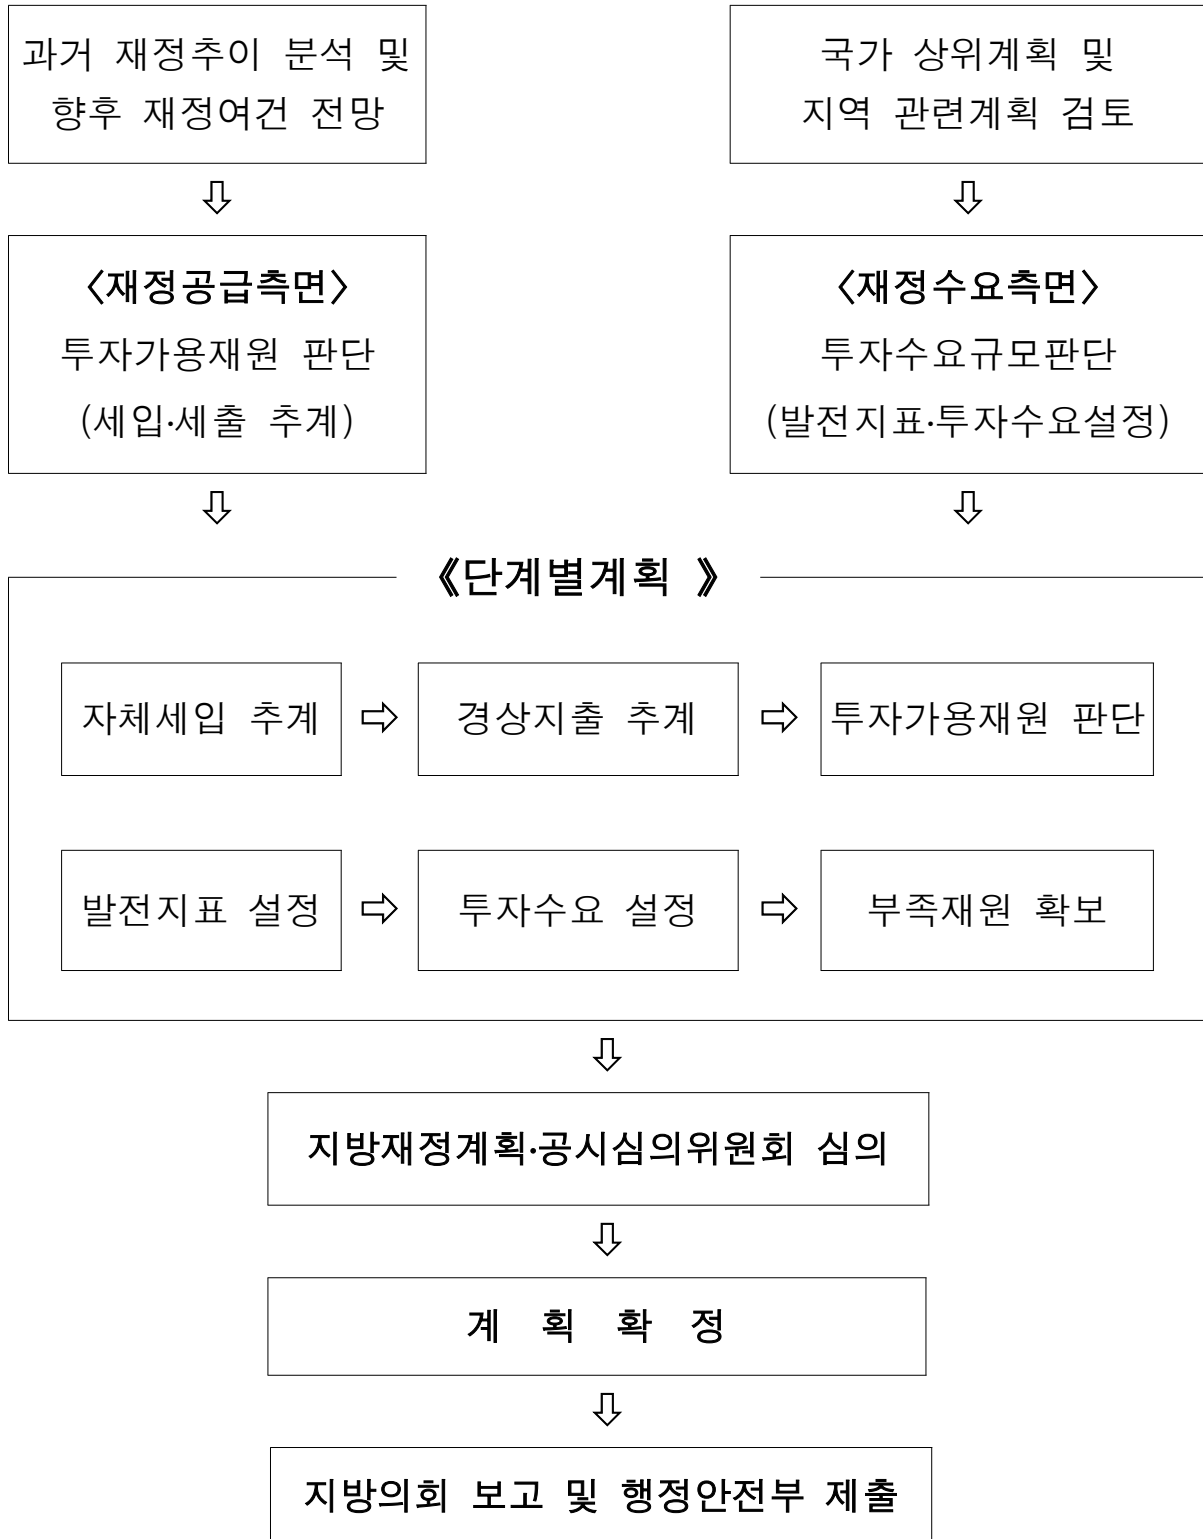 과거 재정추이 분석 및
향후 재정여건 전망
국가 상위계획 및
지역 관련계획 검토
⇩
⇩
〈재정공급측면〉
투자가용재원 판단
(세입·세출 추계)
〈재정수요측면〉
투자수요규모판단
(발전지표·투자수요설정)
⇩
⇩
《단계별계획 》
자체세입 추계 ⇨ 경상지출 추계 ⇨ 투자가용재원 판단
발전지표 설정 ⇨ 투자수요 설정 ⇨ 부족재원 확보
⇩
지방재정계획·공시심의위원회 심의
⇩
계 획 확 정
⇩
지방의회 보고 및 행정안전부 제출